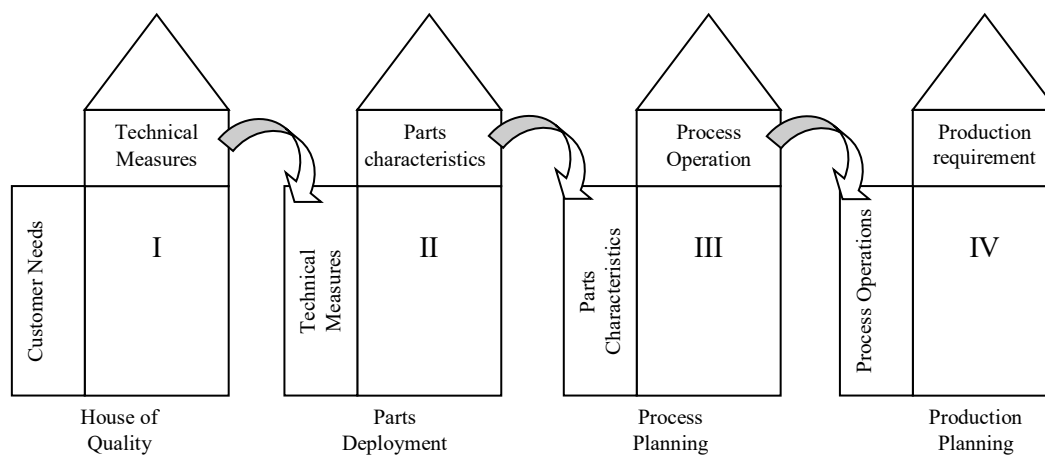 Technical
Measures
Customer Needs
I
House of
Quality
Parts
characteristics
Technical
Measures
II
Parts
Deployment
Process
Operation
Parts
Characteristics
III
Process
Planning
Production
requirement
Process Operations
IV
Production
Planning